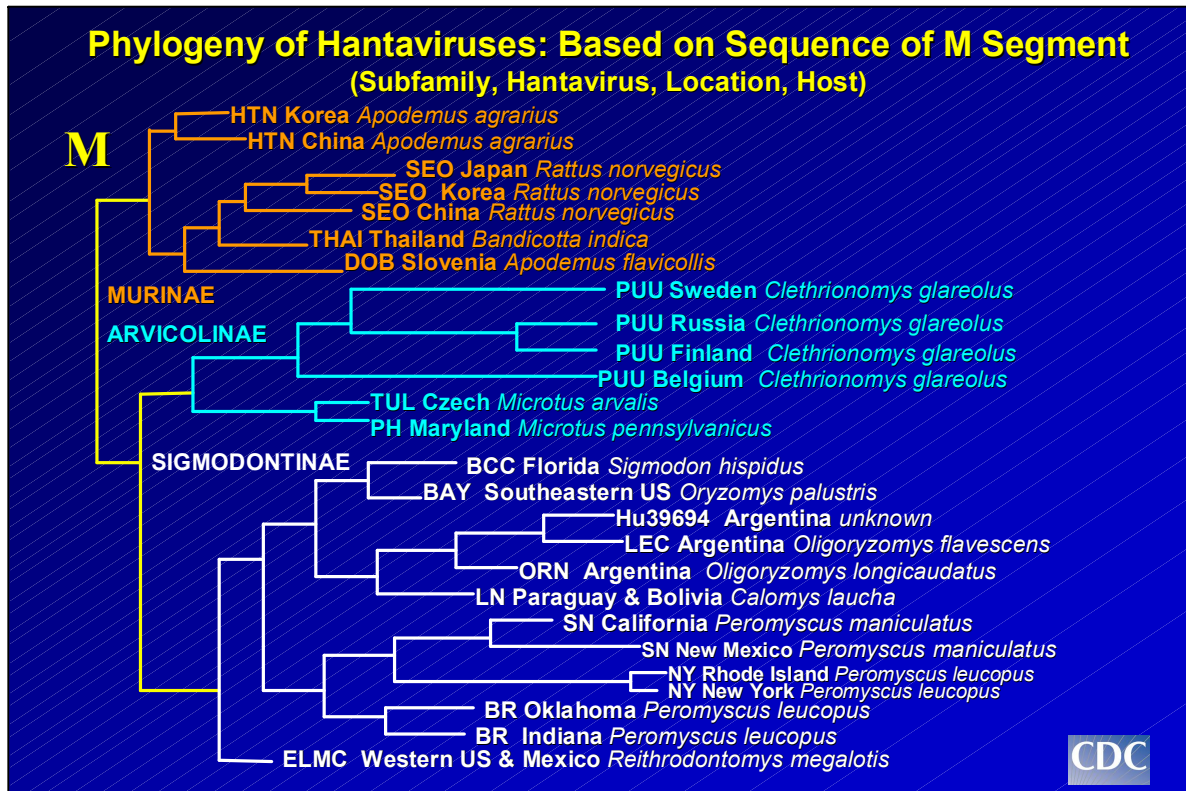 Phylogeny of Hantaviruses: Based on Sequence of M Segment
(Subfamily, Hantavirus, Location, Host)
M
HTN Korea Apodemus agrarius
HTN China Apodemus agrarius
SEO Japan Rattus norvegicus
SEO Korea Rattus norvegicus
SEO China Rattus norvegicus
THAI Thailand Bandicotta indica
DOB Slovenia Apodemus flavicollis
MURINAE
PUU Sweden Clethrionomys glareolus
ARVICOLINAE
PUU Russia Clethrionomys glareolus
PUU Finland Clethrionomys glareolus
PUU Belgium Clethrionomys glareolus
TUL Czech Microtus arvalis
PH Maryland Microtus pennsylvanicus
SIGMODONTINAE
BCC Florida Sigmodon hispidus
BAY Southeastern US Oryzomys palustris
Hu39694 Argentina unknown
LEC Argentina Oligoryzomys flavescens
ORN Argentina Oligoryzomys longicaudatus
LN Paraguay & Bolivia Calomys laucha
SN California Peromyscus maniculatus
SN New Mexico Peromyscus maniculatus
NY Rhode Island Peromyscus leucopus
NY New York Peromyscus leucopus
BR Oklahoma Peromyscus leucopus
BR Indiana Peromyscus leucopus
ELMC Western US & Mexico Reithrodontomys megalotis
CDC